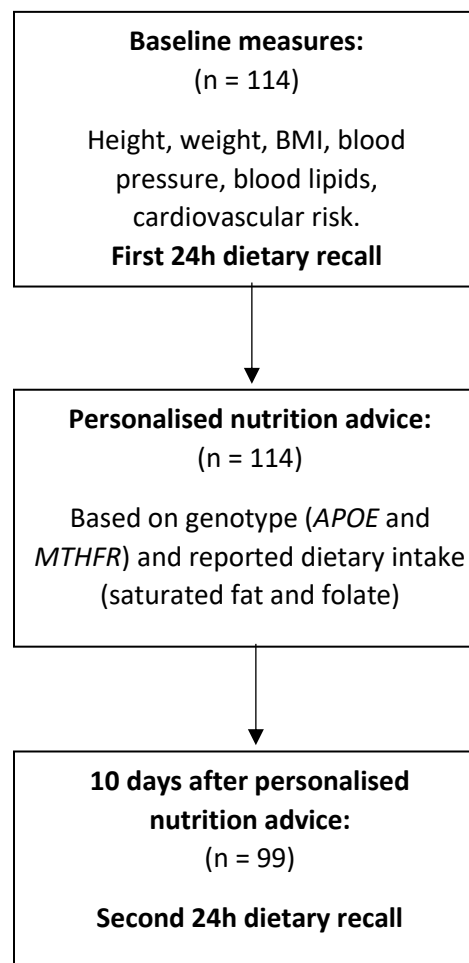 Baseline measures:
(n = 114)
Height, weight, BMI, blood
pressure, blood lipids,
cardiovascular risk.
First 24h dietary recall
Personalised nutrition advice:
(n = 114)
Based on genotype (APOE and
MTHFR) and reported dietary intake
(saturated fat and folate)
10 days after personalised
nutrition advice:
(n = 99)
Second 24h dietary recall